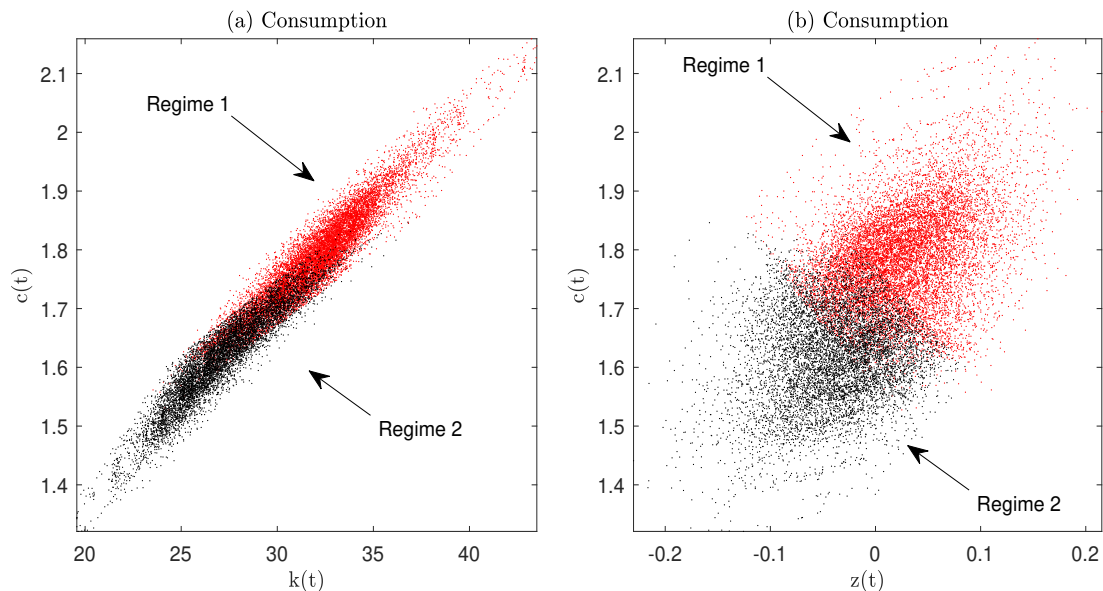 (a) Consumption
2.1
2
1.9
1.8
1.7
1.6
1.5
1.4
c(t)
Regime 1
Regime 2
20 25 30 35 40
k(t)
(b) Consumption
2.1
2
1.9
1.8
1.7
1.6
1.5
1.4
c(t)
Regime 1
Regime 2
-0.2 -0.1 0 0.1 0.2
z(t)